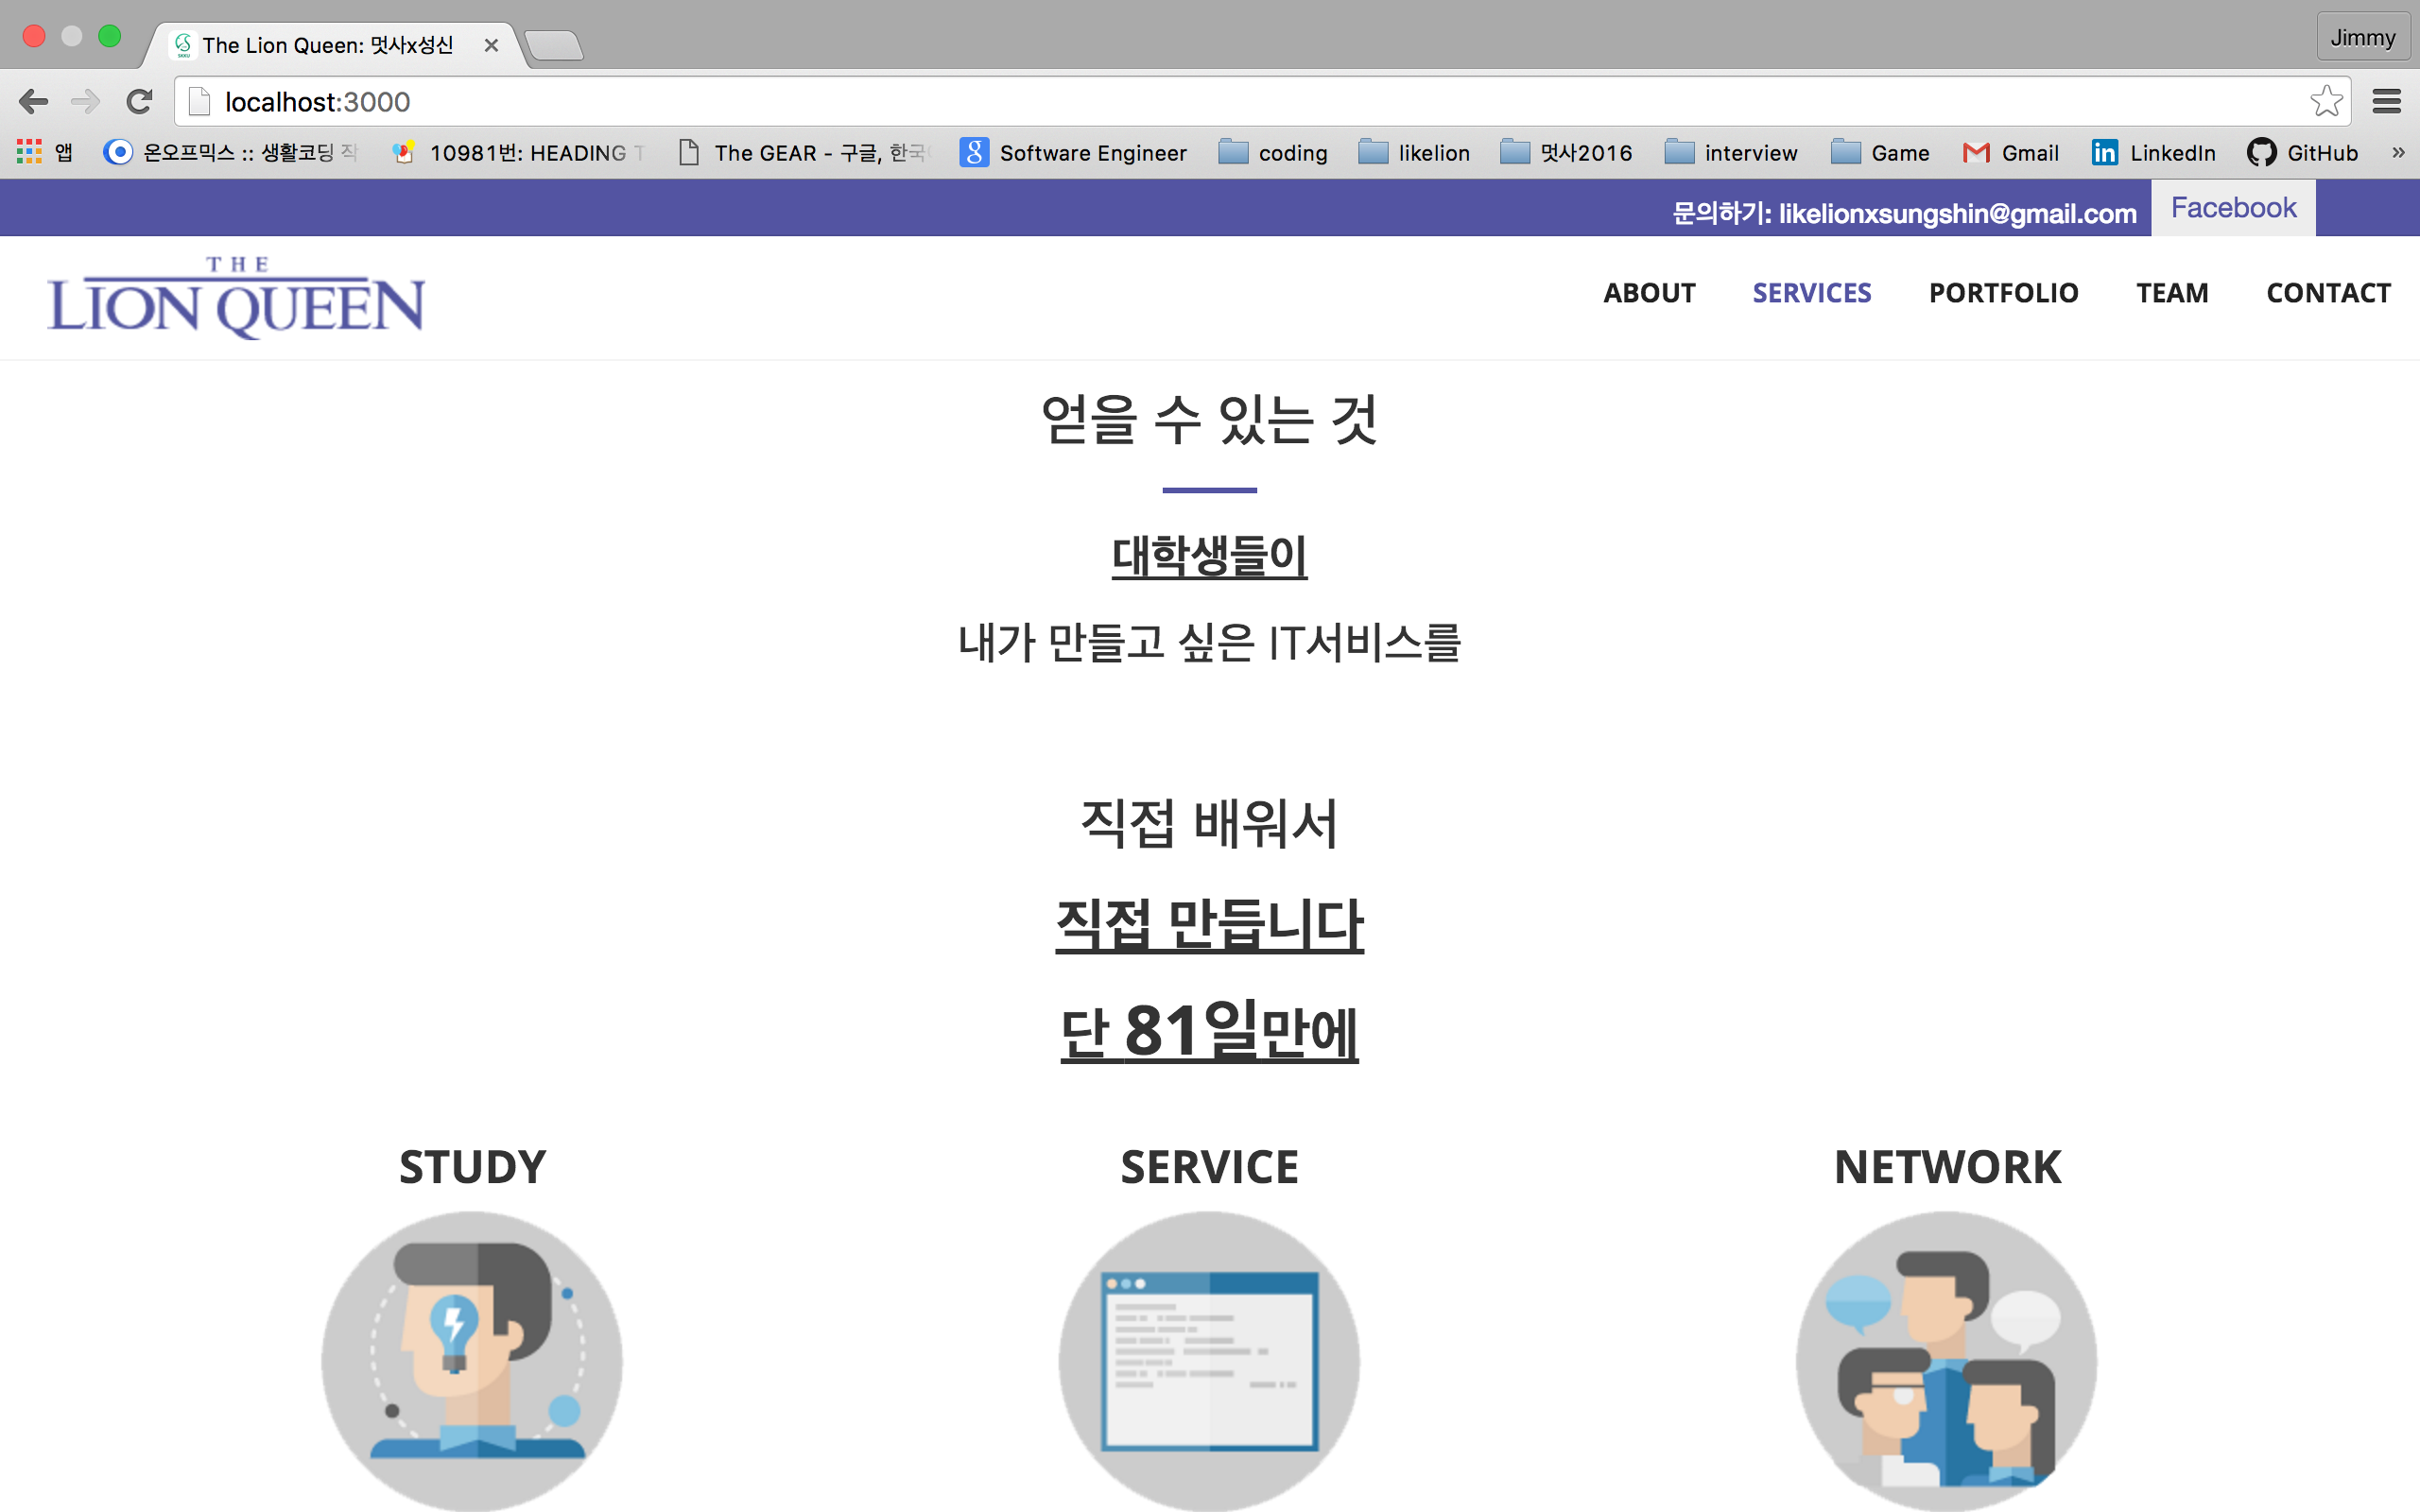 The Lion Queen: 멋사x성신
Jimmy
localhost:3000
앱
온오프믹스 :: 생활코딩 작
10981번: HEADING T
The GEAR - 구글, 한국
Software Engineer
coding
likelion
멋사2016
interview
Game
Gmail
LinkedIn
GitHub
»
문의하기: likelionxsungshin@gmail.com
Facebook
THE
LION QUEEN
ABOUT
SERVICES
PORTFOLIO
TEAM
CONTACT
얻을 수 있는 것
대학생들이
내가 만들고 싶은 IT서비스를
직접 배워서
직접 만듭니다
단 81일만에
STUDY
SERVICE
NETWORK